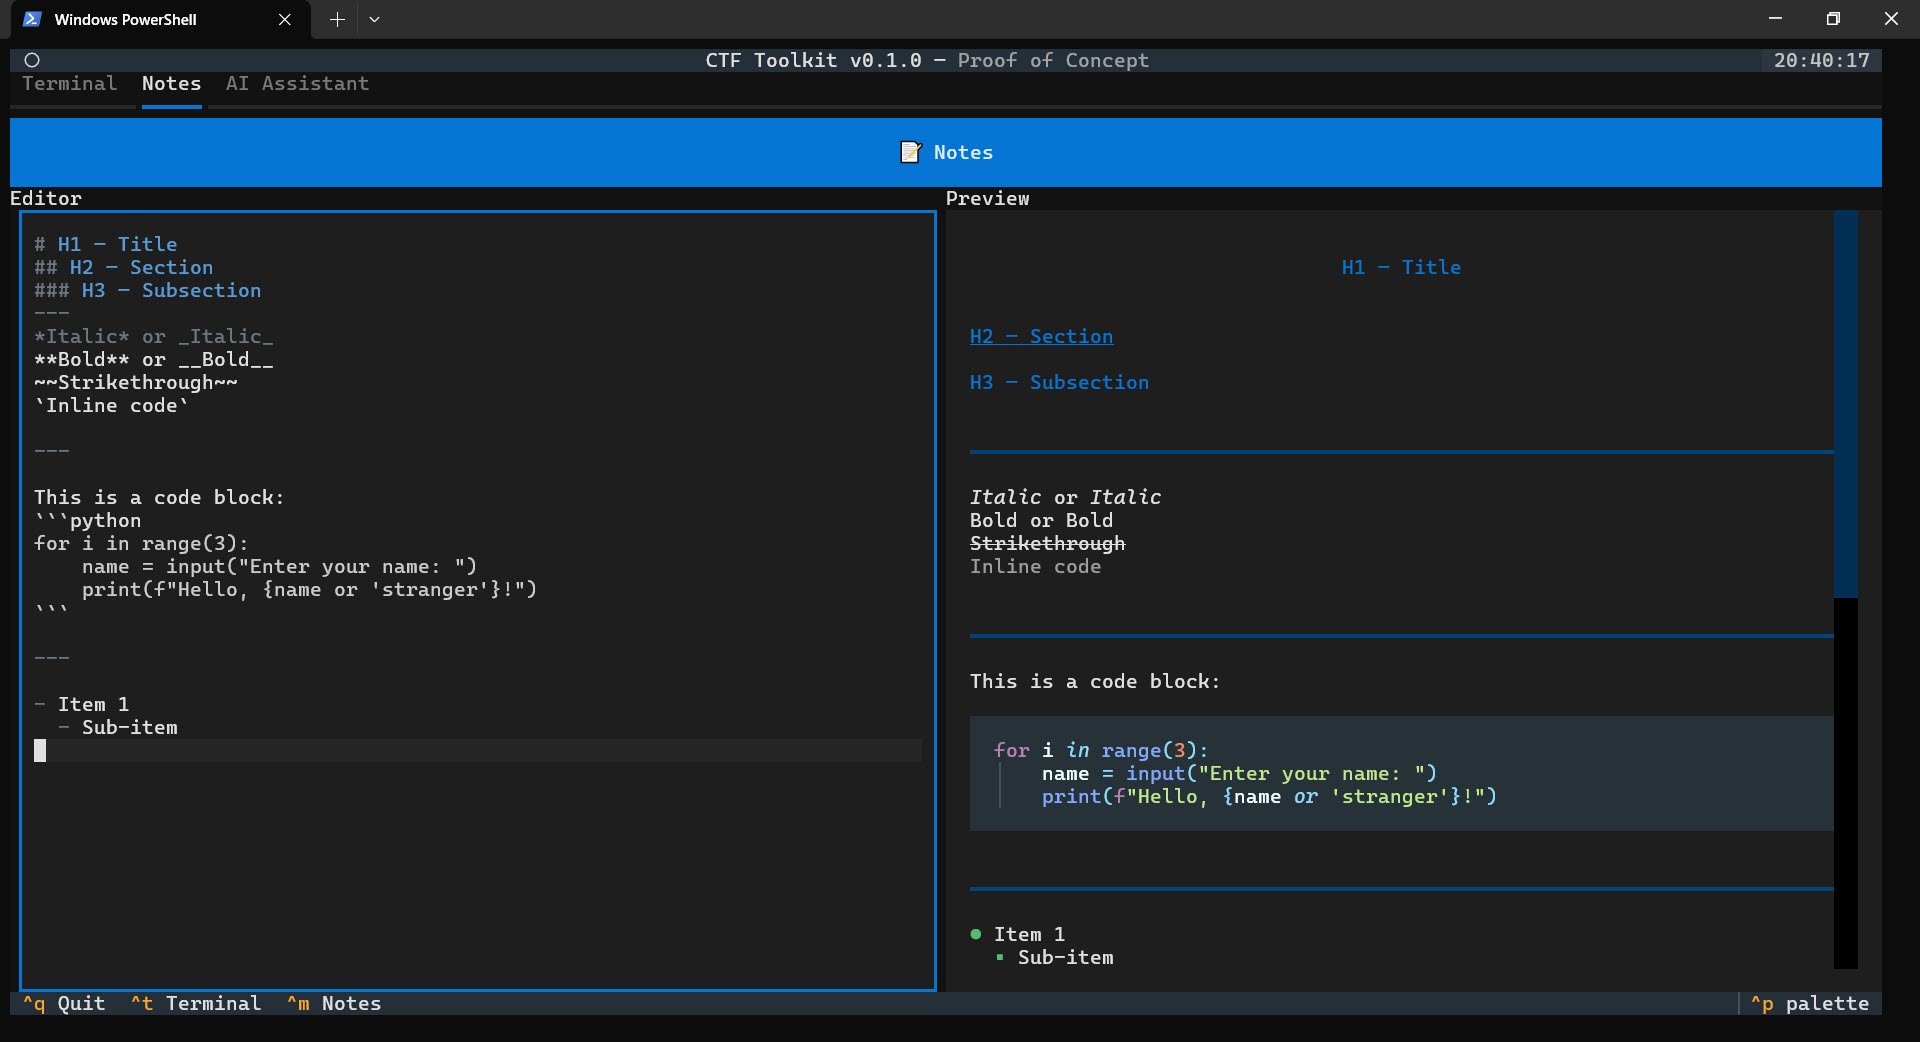 Windows PowerShell
CTF Toolkit v0.1.0 — Proof of Concept
20:40:17
Terminal Notes AI Assistant
📝 Notes
Editor
# H1 - Title
## H2 - Section
### H3 - Subsection
---
*Italic* or _Italic_
**Bold** or __Bold__
~~Strikethrough~~
`Inline code`
---
This is a code block:
```python
for i in range(3):
    name = input("Enter your name: ")
    print(f"Hello, {name or 'stranger'}!")
```
---
- Item 1
  - Sub-item
Preview
H1 - Title
H2 - Section
H3 - Subsection
Italic or Italic
Bold or Bold
Strikethrough
Inline code
This is a code block:
for i in range(3):
    name = input("Enter your name: ")
    print(f"Hello, {name or 'stranger'}!")
● Item 1
  ▪ Sub-item
^q Quit ^t Terminal ^m Notes
^p palette